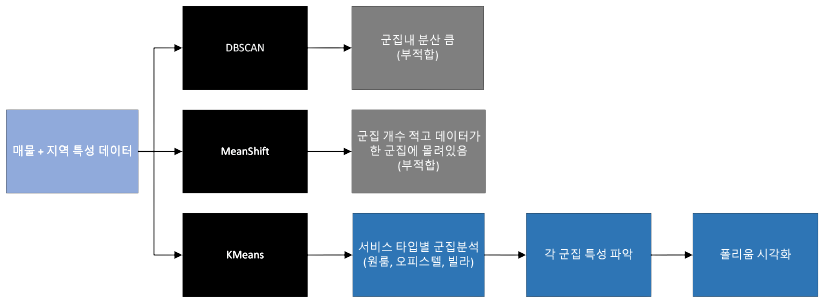 DBSCAN
군집내 분산 큼
(부적합)
매물 + 지역 특성 데이터
MeanShift
군집 개수 적고 데이터가
한 군집에 몰려있음
(부적합)
KMeans
서비스 타입별 군집분석
(원룸, 오피스텔, 빌라)
각 군집 특성 파악
폴리움 시각화